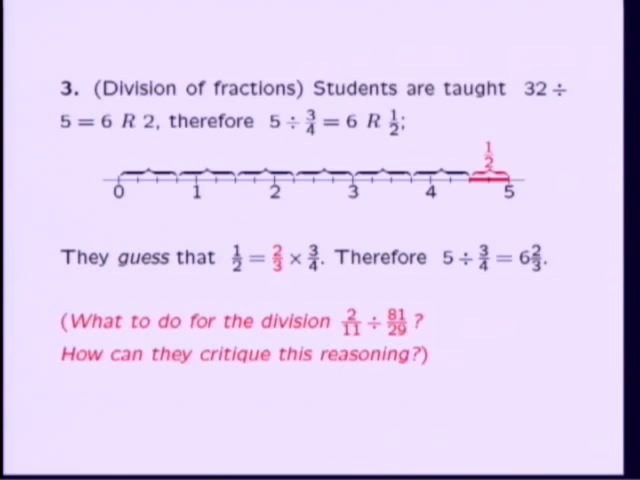 3. (Division of fractions) Students are taught 32 ÷
5 = 6 R 2, therefore 5 ÷ 3/4 = 6 R 1/2;
1/2
0 1 2 3 4 5
They guess that 1/2 = 2/3 × 3/4. Therefore 5 ÷ 3/4 = 6 2/3.
(What to do for the division 2/11 ÷ 81/29 ?
How can they critique this reasoning?)